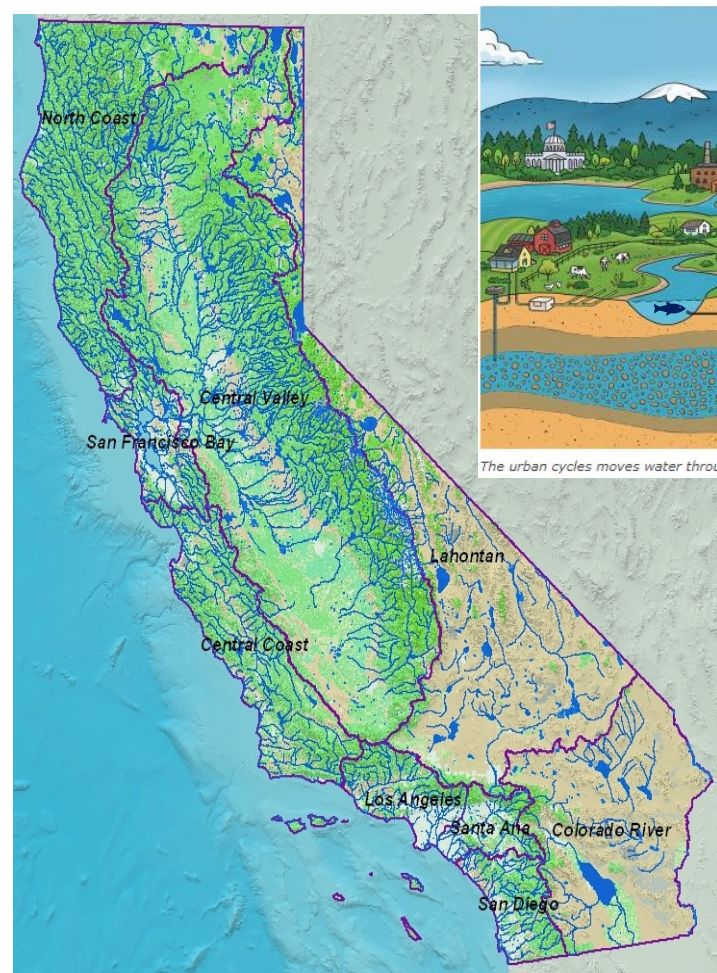 North Coast
Central Valley
San Francisco Bay
The urban cycles moves water throu
Lahontan
Central Coast
Los Angeles
Santa Ana
Colorado River
San Diego